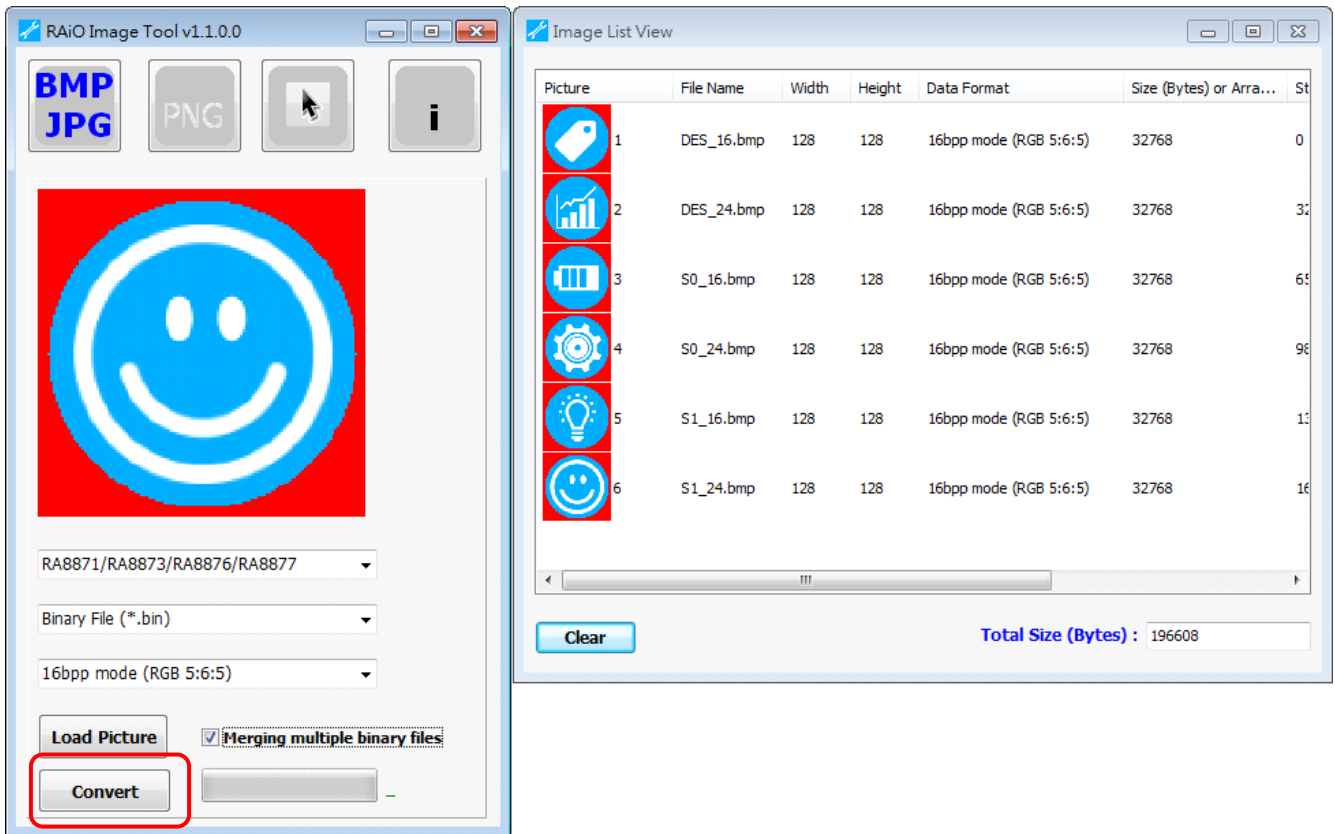 RAiO Image Tool v1.1.0.0
BMP
JPG
PNG
i
RA8871/RA8873/RA8876/RA8877
Binary File (*.bin)
16bpp mode (RGB 5:6:5)
Load Picture
Merging multiple binary files
Convert
_
Image List View
Picture File Name Width Height Data Format Size (Bytes) or Arra... St
1 DES_16.bmp 128 128 16bpp mode (RGB 5:6:5) 32768 0
2 DES_24.bmp 128 128 16bpp mode (RGB 5:6:5) 32768 32
3 S0_16.bmp 128 128 16bpp mode (RGB 5:6:5) 32768 65
4 S0_24.bmp 128 128 16bpp mode (RGB 5:6:5) 32768 98
5 S1_16.bmp 128 128 16bpp mode (RGB 5:6:5) 32768 13
6 S1_24.bmp 128 128 16bpp mode (RGB 5:6:5) 32768 16
Clear
Total Size (Bytes) : 196608